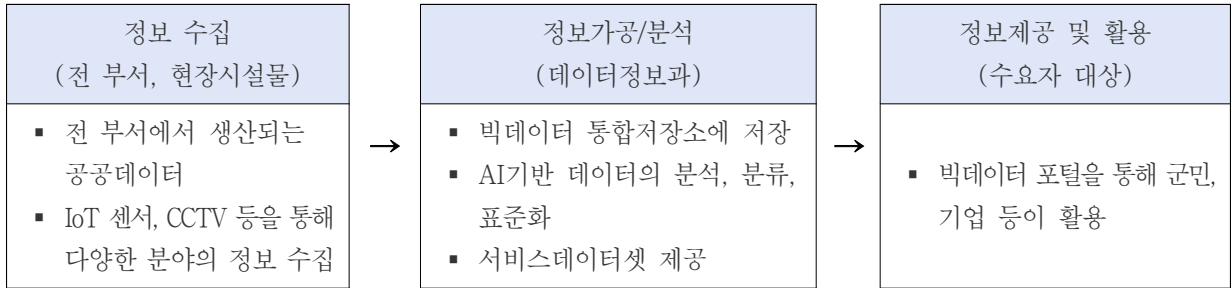 정보 수집
(전 부서, 현장시설물)
▪ 전 부서에서 생산되는
공공데이터
▪ IoT 센서, CCTV 등을 통해
다양한 분야의 정보 수집
→
정보가공/분석
(데이터정보과)
▪ 빅데이터 통합저장소에 저장
▪ AI기반 데이터의 분석, 분류,
표준화
▪ 서비스데이터셋 제공
→
정보제공 및 활용
(수요자 대상)
▪ 빅데이터 포털을 통해 군민,
기업 등이 활용